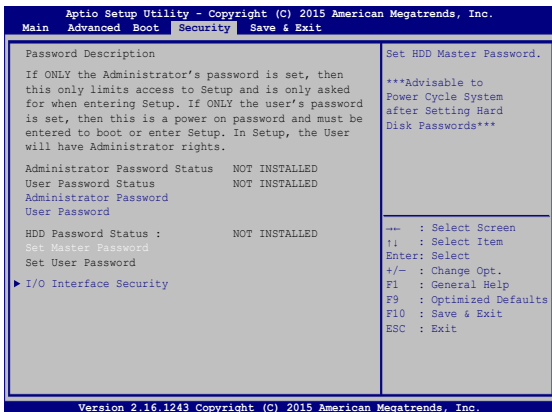 Aptio Setup Utility - Copyright (C) 2015 American Megatrends, Inc.
Main Advanced Boot Security Save & Exit
Password Description
If ONLY the Administrator's password is set, then
this only limits access to Setup and is only asked
for when entering Setup. If ONLY the user's password
is set, then this is a power on password and must be
entered to boot or enter Setup. In Setup, the User
will have Administrator rights.
Administrator Password Status NOT INSTALLED
User Password Status NOT INSTALLED
Administrator Password
User Password
HDD Password Status : NOT INSTALLED
Set Master Password
Set User Password
▶ I/O Interface Security
Set HDD Master Password.
***Advisable to
Power Cycle System
after Setting Hard
Disk Passwords***
→← : Select Screen
↑↓ : Select Item
Enter: Select
+/— : Change Opt.
F1 : General Help
F9 : Optimized Defaults
F10 : Save & Exit
ESC : Exit
Version 2.16.1243 Copyright (C) 2015 American Megatrends, Inc.